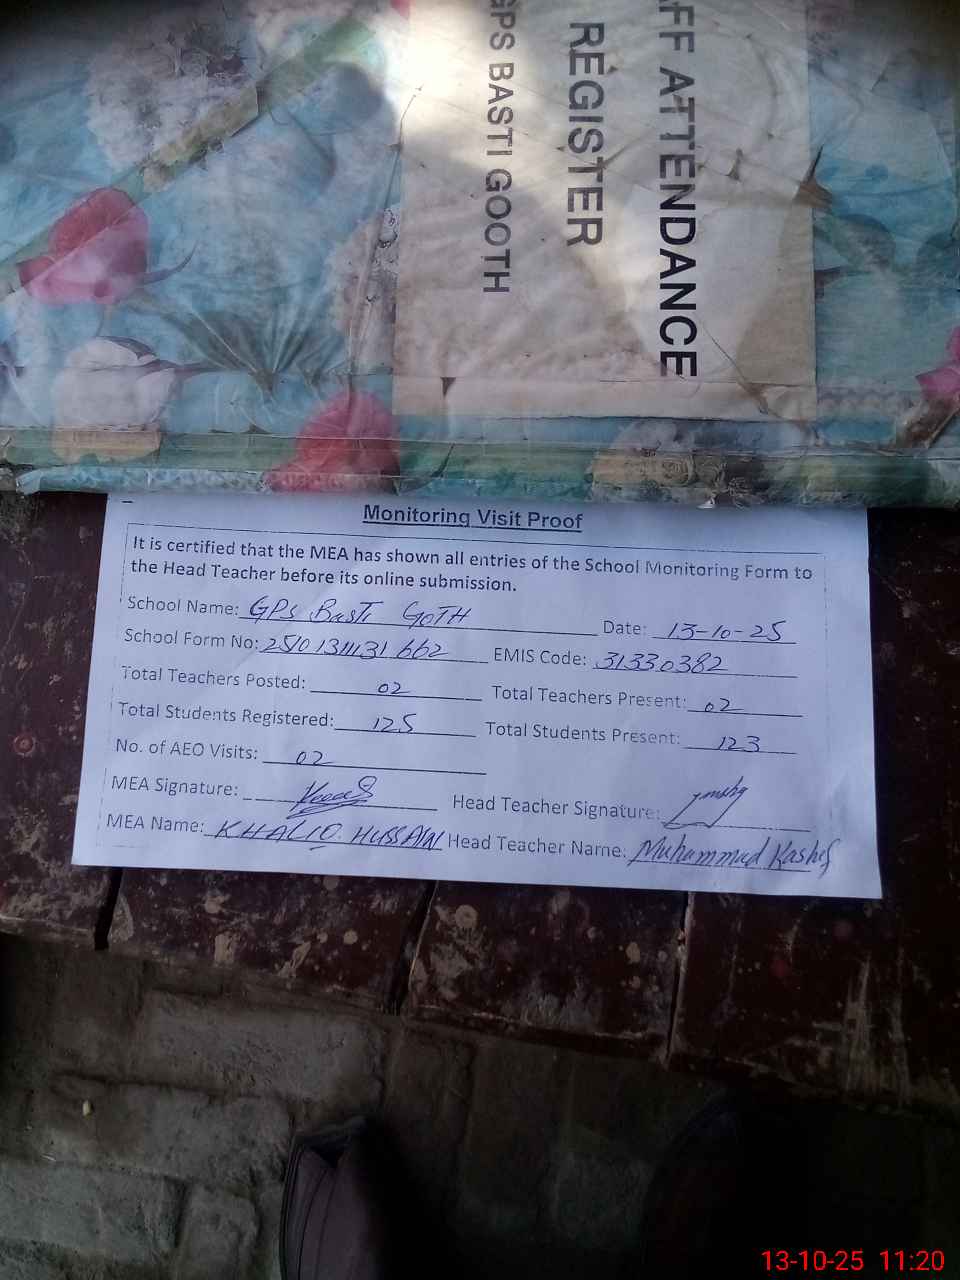 FF ATTENDANCE
REGISTER
GPS BASTI GOOTH
Monitoring Visit Proof
It is certified that the MEA has shown all entries of the School Monitoring Form to
the Head Teacher before its online submission.
School Name: GPS BASTI GOTH Date: 13-10-25
School Form No: 2510131131662 EMIS Code: 31330382
Total Teachers Posted: 02 Total Teachers Present: 02
Total Students Registered: 125 Total Students Present: 123
No. of AEO Visits: 02
MEA Signature: Head Teacher Signature:
MEA Name: KHALID HUSSAIN Head Teacher Name: Muhammad Kashif
13-10-25 11:20